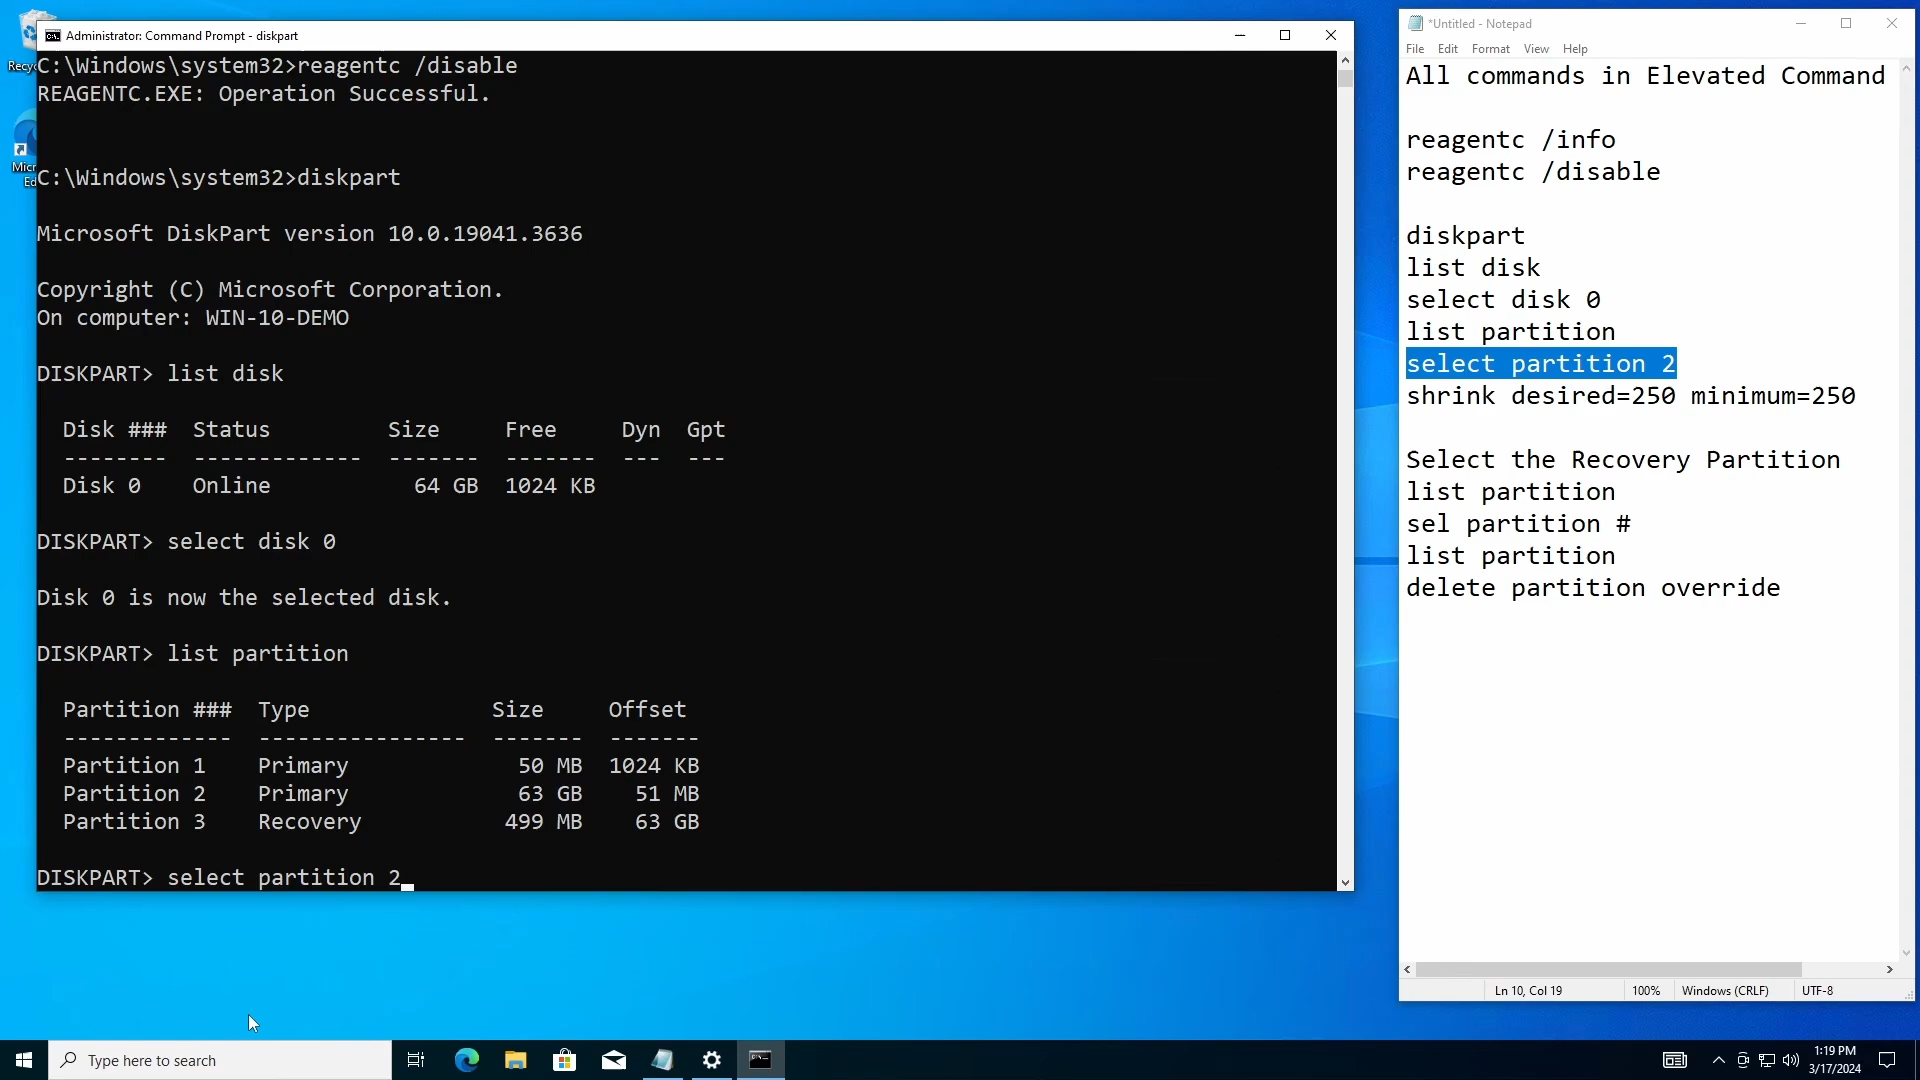 Administrator: Command Prompt - diskpart
C:\Windows\system32>reagentc /disable
REAGENTC.EXE: Operation Successful.
C:\Windows\system32>diskpart
Microsoft DiskPart version 10.0.19041.3636
Copyright (C) Microsoft Corporation.
On computer: WIN-10-DEMO
DISKPART> list disk
Disk ###  Status         Size     Free     Dyn  Gpt
--------  -------------  -------  -------  ---  ---
Disk 0    Online           64 GB  1024 KB
DISKPART> select disk 0
Disk 0 is now the selected disk.
DISKPART> list partition
Partition ###  Type              Size     Offset
-------------  ----------------  -------  -------
Partition 1    Primary             50 MB  1024 KB
Partition 2    Primary             63 GB    51 MB
Partition 3    Recovery           499 MB    63 GB
DISKPART> select partition 2
*Untitled - Notepad
File Edit Format View Help
All commands in Elevated Command
reagentc /info
reagentc /disable
diskpart
list disk
select disk 0
list partition
select partition 2
shrink desired=250 minimum=250
Select the Recovery Partition
list partition
sel partition #
list partition
delete partition override
Ln 10, Col 19 100% Windows (CRLF) UTF-8
Type here to search
1:19 PM
3/17/2024